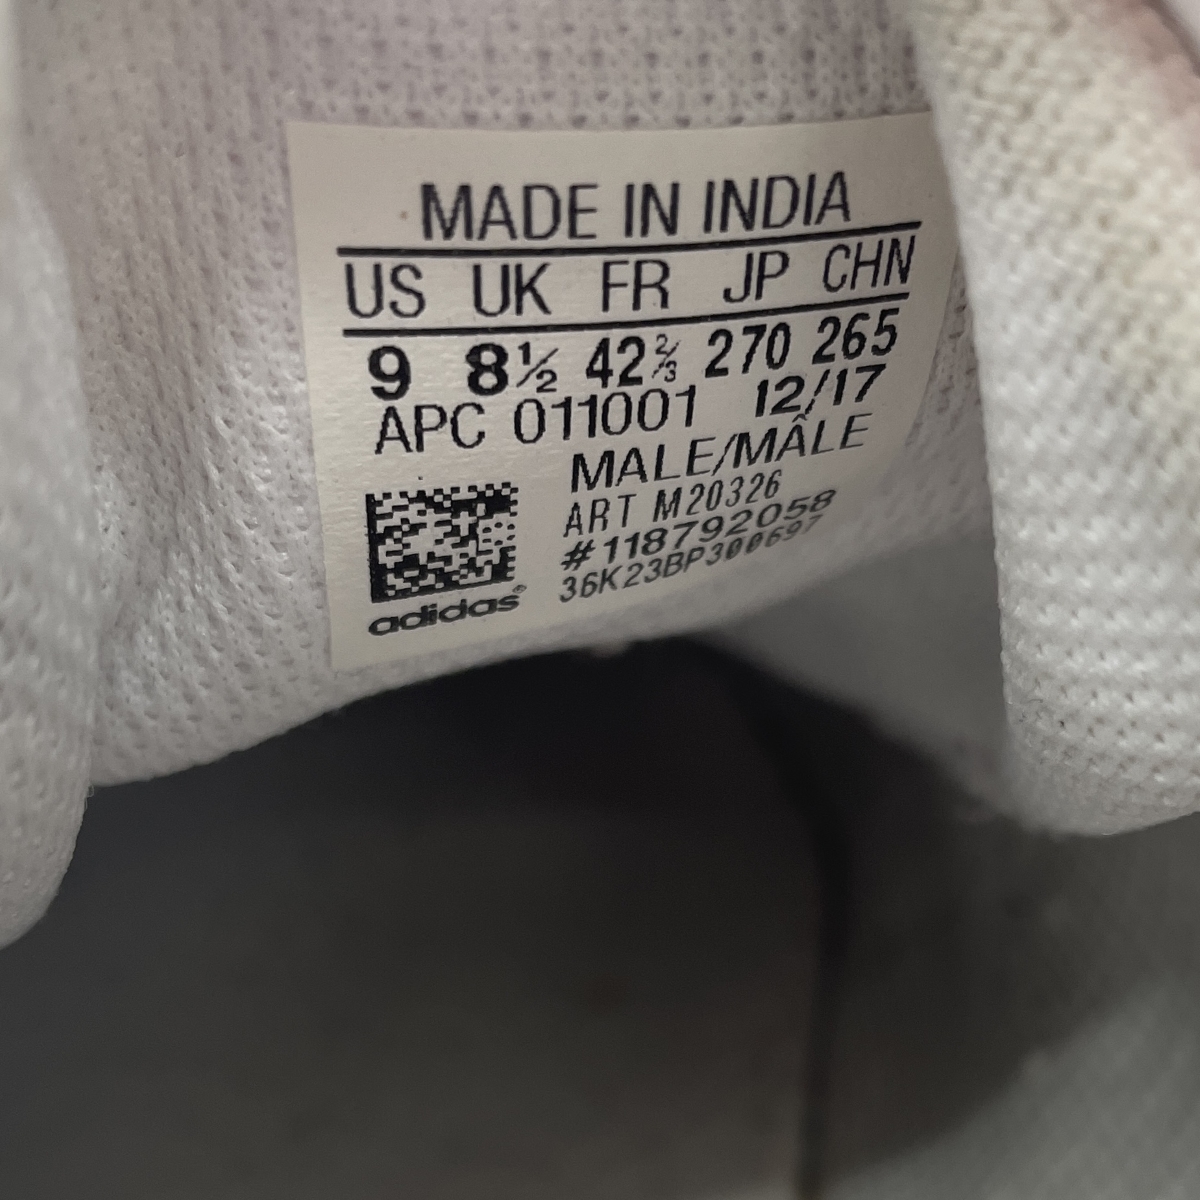 MADE IN INDIA
US UK FR JP CHN
9 8½ 42⅔ 270 265
APC 011001 12/17
MALE/MÂLE
ART M20326
#118792058
36K23BP300697
adidas®